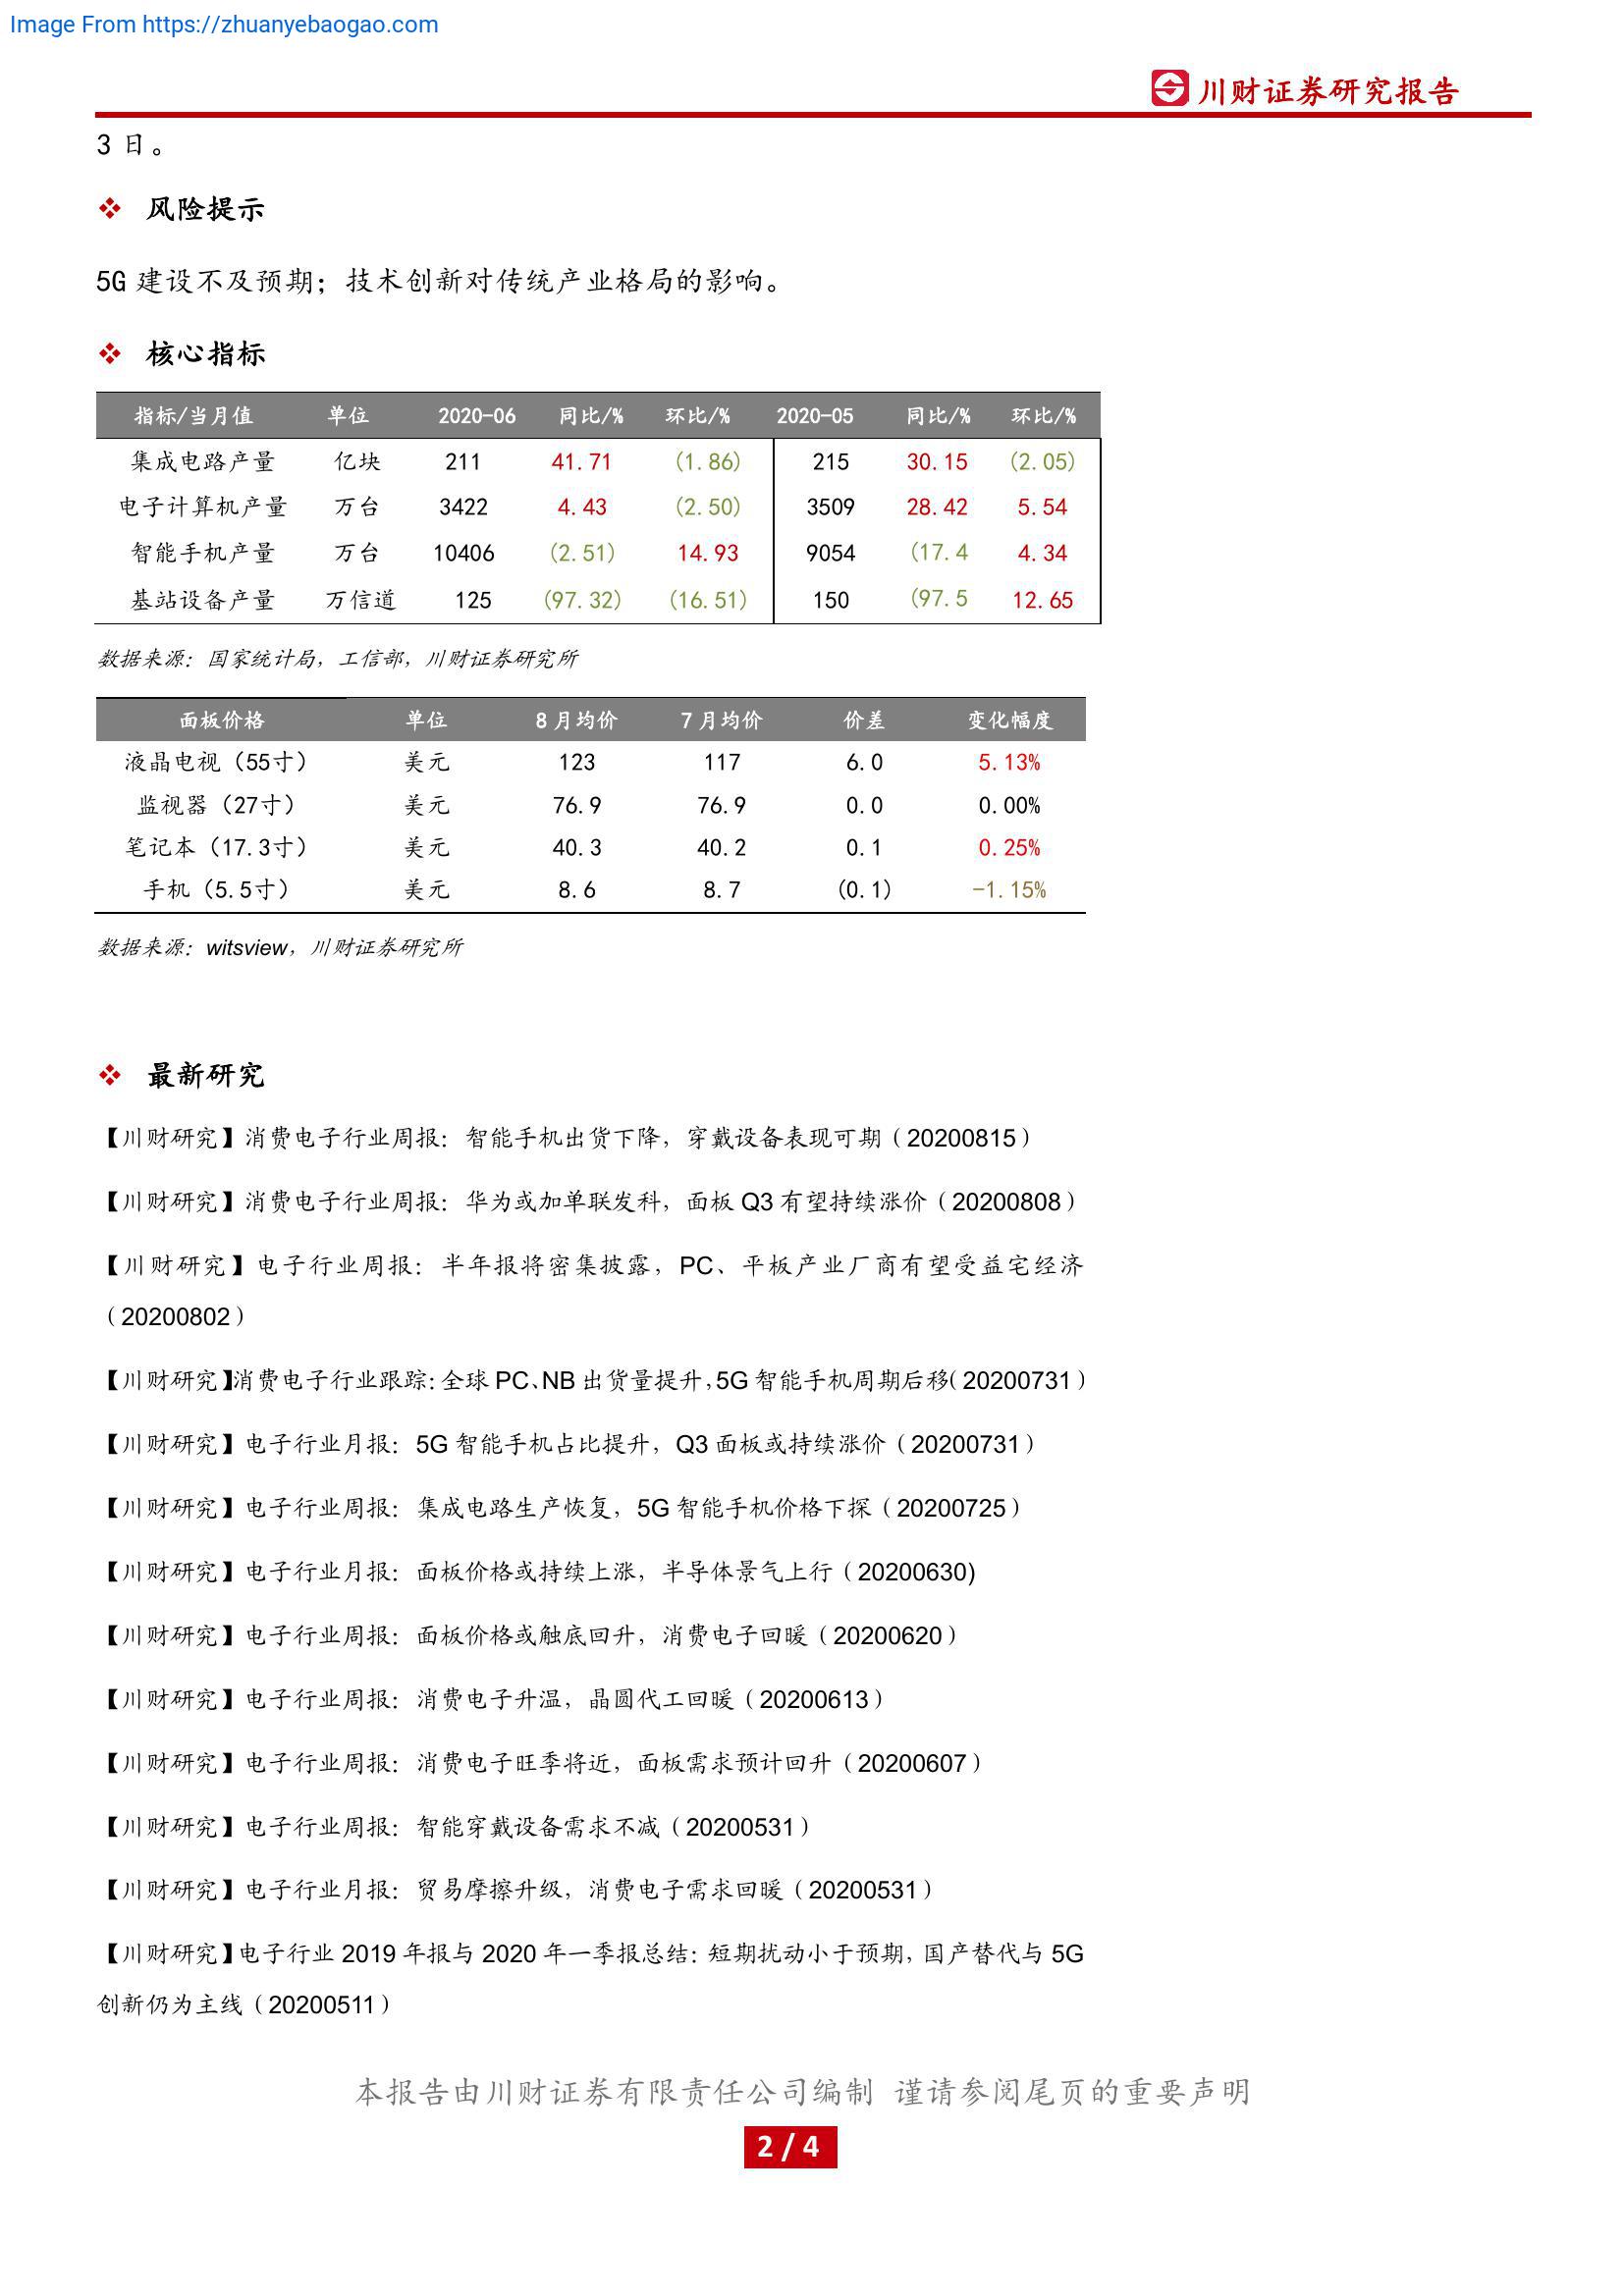 Image From https://zhuanyebaogao.com
川财证券研究报告
3 日。
风险提示
5G 建设不及预期；技术创新对传统产业格局的影响。
核心指标
指标/当月值 单位 2020-06 同比/% 环比/% 2020-05 同比/% 环比/%
集成电路产量 亿块 211 41.71 (1.86) 215 30.15 (2.05)
电子计算机产量 万台 3422 4.43 (2.50) 3509 28.42 5.54
智能手机产量 万台 10406 (2.51) 14.93 9054 (17.4 4.34
基站设备产量 万信道 125 (97.32) (16.51) 150 (97.5 12.65
数据来源：国家统计局，工信部，川财证券研究所
面板价格 单位 8 月均价 7 月均价 价差 变化幅度
液晶电视（55寸） 美元 123 117 6.0 5.13%
监视器（27寸） 美元 76.9 76.9 0.0 0.00%
笔记本（17.3寸） 美元 40.3 40.2 0.1 0.25%
手机（5.5寸） 美元 8.6 8.7 (0.1) -1.15%
数据来源：witsview，川财证券研究所
最新研究
【川财研究】消费电子行业周报：智能手机出货下降，穿戴设备表现可期（20200815）
【川财研究】消费电子行业周报：华为或加单联发科，面板 Q3 有望持续涨价（20200808）
【川财研究】电子行业周报：半年报将密集披露，PC、平板产业厂商有望受益宅经济
（20200802）
【川财研究】消费电子行业跟踪：全球 PC、NB 出货量提升，5G 智能手机周期后移（20200731）
【川财研究】电子行业月报：5G 智能手机占比提升，Q3 面板或持续涨价（20200731）
【川财研究】电子行业周报：集成电路生产恢复，5G 智能手机价格下探（20200725）
【川财研究】电子行业月报：面板价格或持续上涨，半导体景气上行（20200630)
【川财研究】电子行业周报：面板价格或触底回升，消费电子回暖（20200620）
【川财研究】电子行业周报：消费电子升温，晶圆代工回暖（20200613）
【川财研究】电子行业周报：消费电子旺季将近，面板需求预计回升（20200607）
【川财研究】电子行业周报：智能穿戴设备需求不减（20200531）
【川财研究】电子行业月报：贸易摩擦升级，消费电子需求回暖（20200531）
【川财研究】电子行业 2019 年报与 2020 年一季报总结：短期扰动小于预期，国产替代与 5G
创新仍为主线（20200511）
本报告由川财证券有限责任公司编制 谨请参阅尾页的重要声明
2 / 4